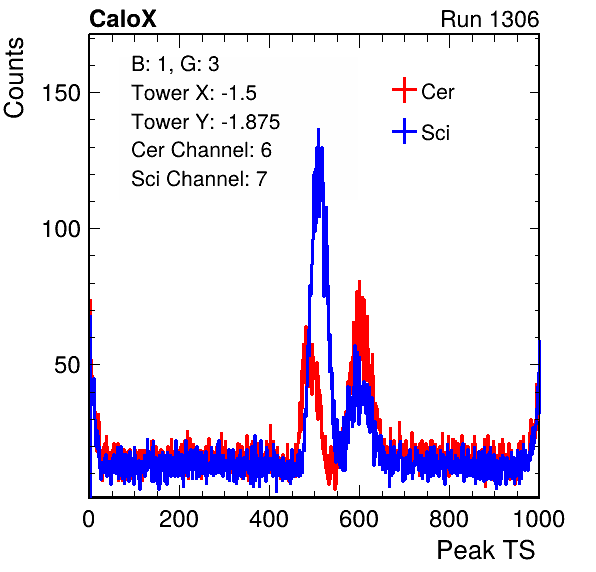 CaloX
Run 1306
Counts
B: 1, G: 3
Tower X: -1.5
Tower Y: -1.875
Cer Channel: 6
Sci Channel: 7
Cer
Sci
150
100
50
0 200 400 600 800 1000
Peak TS